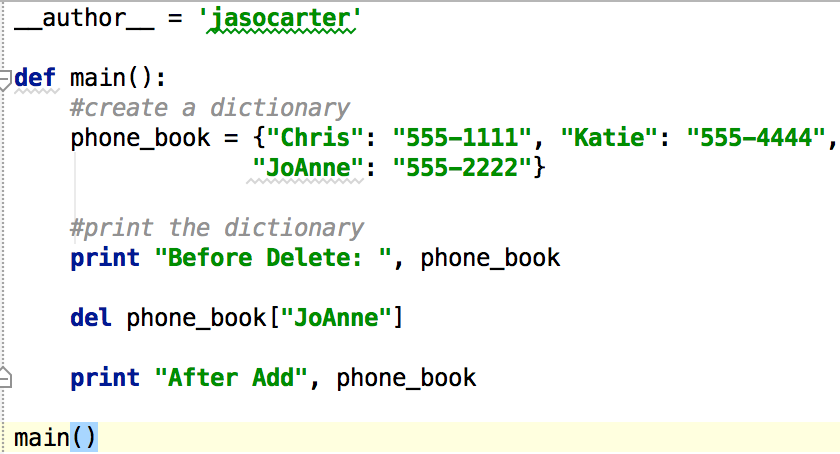 __author__ = 'jasocarter'
def main():
#create a dictionary
phone_book = {"Chris": "555-1111", "Katie": "555-4444",
"JoAnne": "555-2222"}
#print the dictionary
print "Before Delete: ", phone_book
del phone_book["JoAnne"]
print "After Add", phone_book
main()